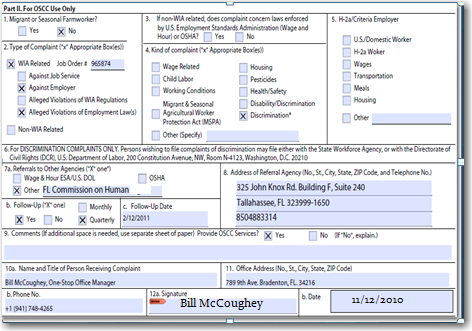 Part II. For OSCC Use Only
1. Migrant or Seasonal Farmworker?
Yes X No
2. Type of Complaint ("x" Appropriate Box(es))
X WIA Related Job Order # 965874
Against Job Service
X Against Employer
Alleged Violations of WIA Regulations
X Alleged Violations of Employment Law(s)
Non-WIA Related
3. If non-WIA related, does complaint concern laws enforced
by U.S. Employment Standards Administration (Wage and
Hour) or OSHA? Yes No
4. Kind of complaint ("x" Appropriate Box(es))
Wage Related
Child Labor
Working Conditions
Migrant & Seasonal
Agricultural Worker
Protection Act (MSPA)
Other (Specify)
Housing
Pesticides
Health/Safety
Disability/Discrimination
X Discrimination*
5. H-2a/Criteria Employer
U.S./Domestic Worker
H-2a Woker
Wages
Transportation
Meals
Housing
Other (Specify)
6. For DISCRIMINATION COMPLAINTS ONLY. Persons wishing to file complaints of discrimination may file either with the State Workforce Agency, or with the Directorate of
Civil Rights (DCR), U.S. Department of Labor, 200 Constitution Avenue, NW, Room N-4123, Washington, D.C. 20210
7a. Referrals to Other Agencies ("X" one")
Wage & Hour ESA/U.S. DOL OSHA
X Other FL Commission on Human
b. Follow-Up ("X" one) Monthly
X Yes No X Quarterly
c. Follow-Up Date
2/12/2011
8. Address of Referral Agency (No., St., City, State, ZIP Code, and Telephone No.)
325 John Knox Rd. Building F, Suite 240
Tallahassee, FL 323999-1650
8504883314
9. Comments (If additional space is needed, use separate sheet of paper) Provide OSCC Services? X Yes No (If "No", explain.)
10a. Name and Title of Person Receiving Complaint
Bill McCoughey, One-Stop Office Manager
11. Office Address (No., St., City, State, ZIP Code)
789 9th Ave. Bradenton, FL. 34216
b. Phone No.
+1 (941) 748-4265
12a. Signature
Bill McCoughey
b. Date
11/12/2010